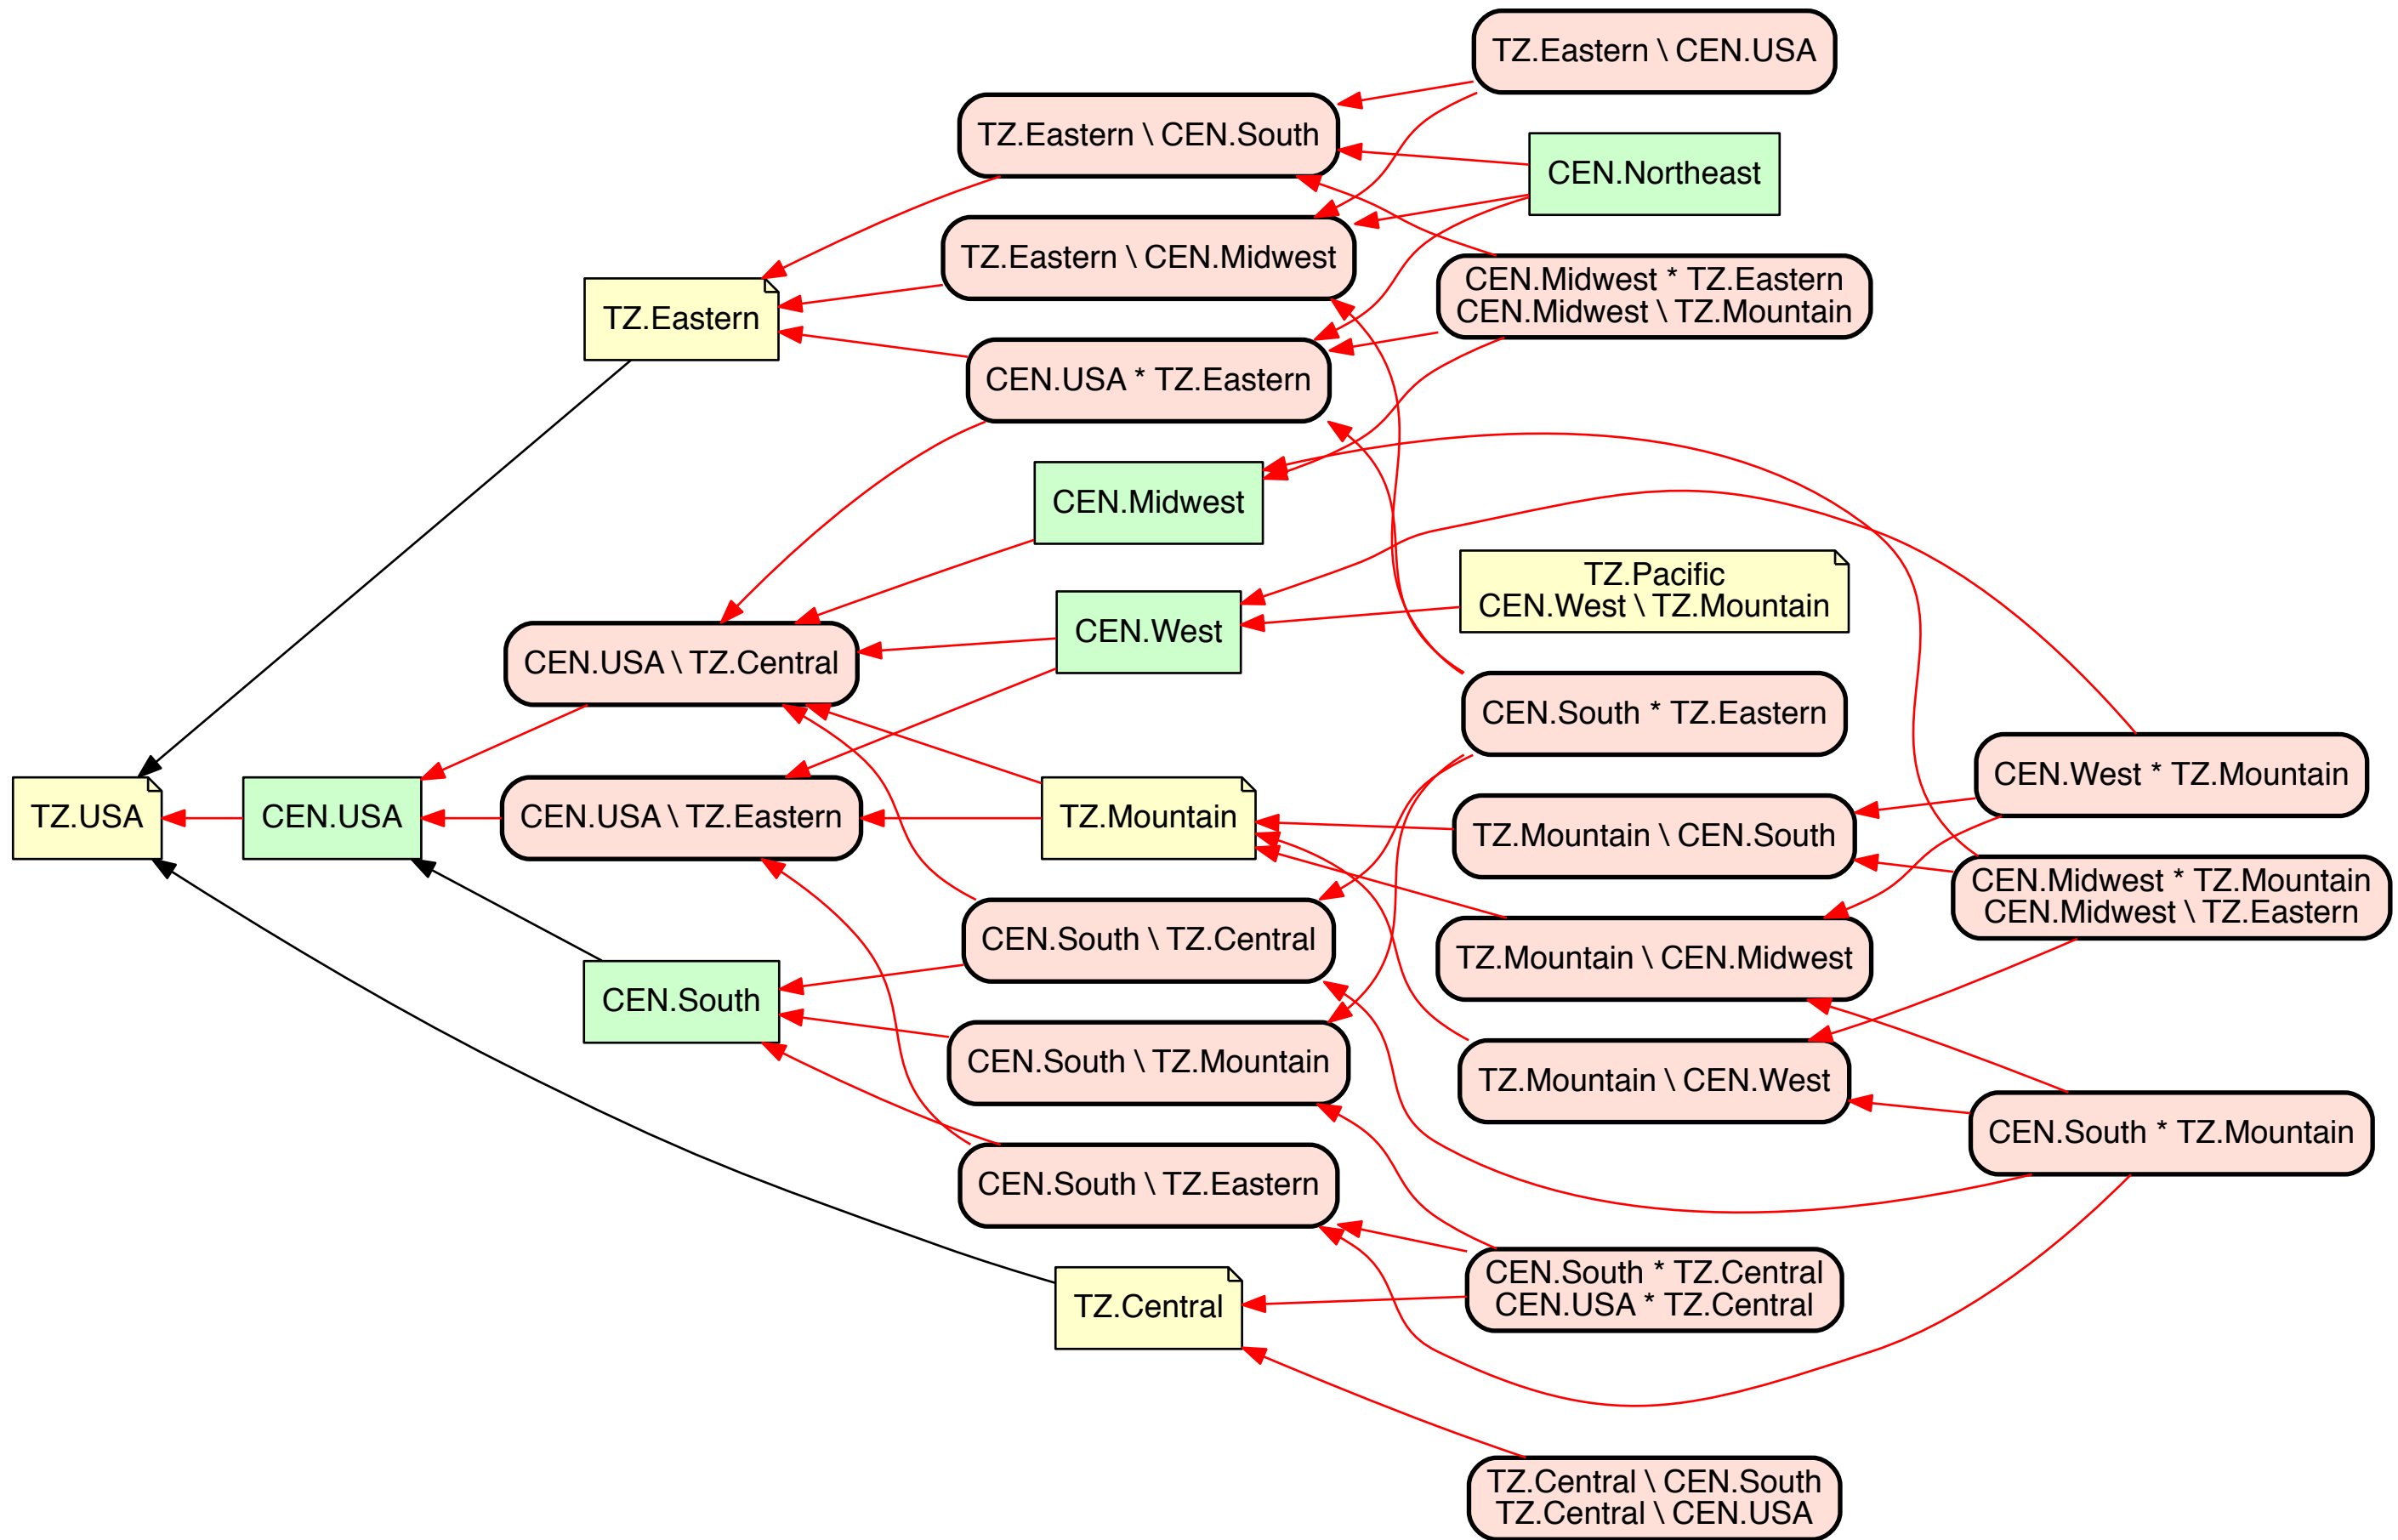 TZ.Eastern \ CEN.USA
TZ.Eastern \ CEN.South
CEN.Northeast
TZ.Eastern \ CEN.Midwest
CEN.Midwest * TZ.Eastern
CEN.Midwest \ TZ.Mountain
TZ.Eastern
CEN.USA * TZ.Eastern
CEN.Midwest
TZ.Pacific
CEN.West \ TZ.Mountain
CEN.West
CEN.USA \ TZ.Central
CEN.South * TZ.Eastern
CEN.West * TZ.Mountain
TZ.USA
CEN.USA
CEN.USA \ TZ.Eastern
TZ.Mountain
TZ.Mountain \ CEN.South
CEN.Midwest * TZ.Mountain
CEN.Midwest \ TZ.Eastern
CEN.South \ TZ.Central
TZ.Mountain \ CEN.Midwest
CEN.South
CEN.South \ TZ.Mountain
TZ.Mountain \ CEN.West
CEN.South * TZ.Mountain
CEN.South \ TZ.Eastern
CEN.South * TZ.Central
CEN.USA * TZ.Central
TZ.Central
TZ.Central \ CEN.South
TZ.Central \ CEN.USA